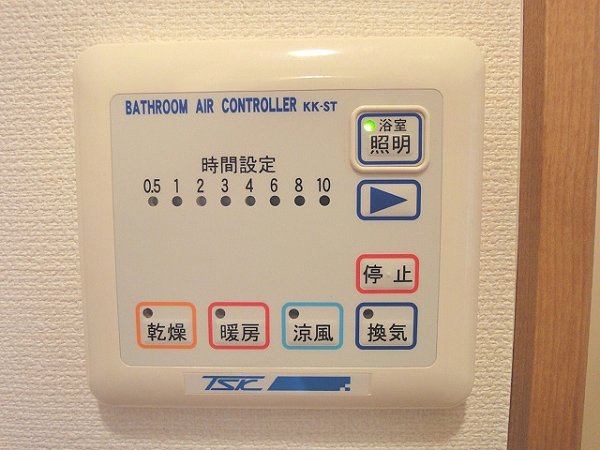 BATHROOM AIR CONTROLLER KK-ST
浴室
照明
時間設定
0.5 1 2 3 4 6 8 10
停止
乾燥 暖房 涼風 換気
TSK